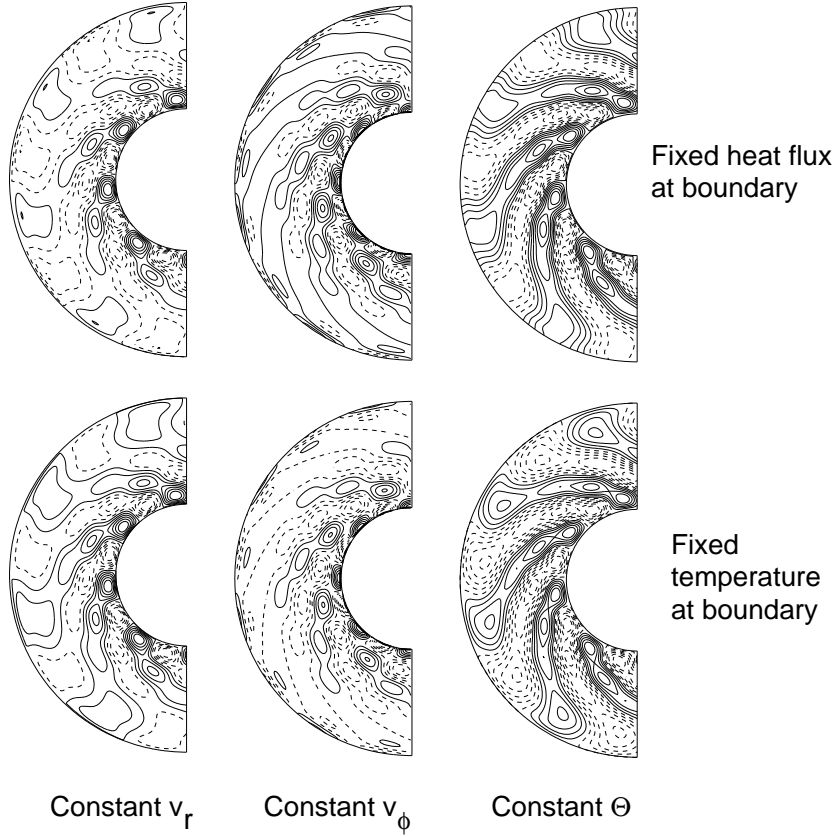 Fixed heat flux
at boundary
Fixed
temperature
at boundary
Constant v_r
Constant v_ϕ
Constant Θ